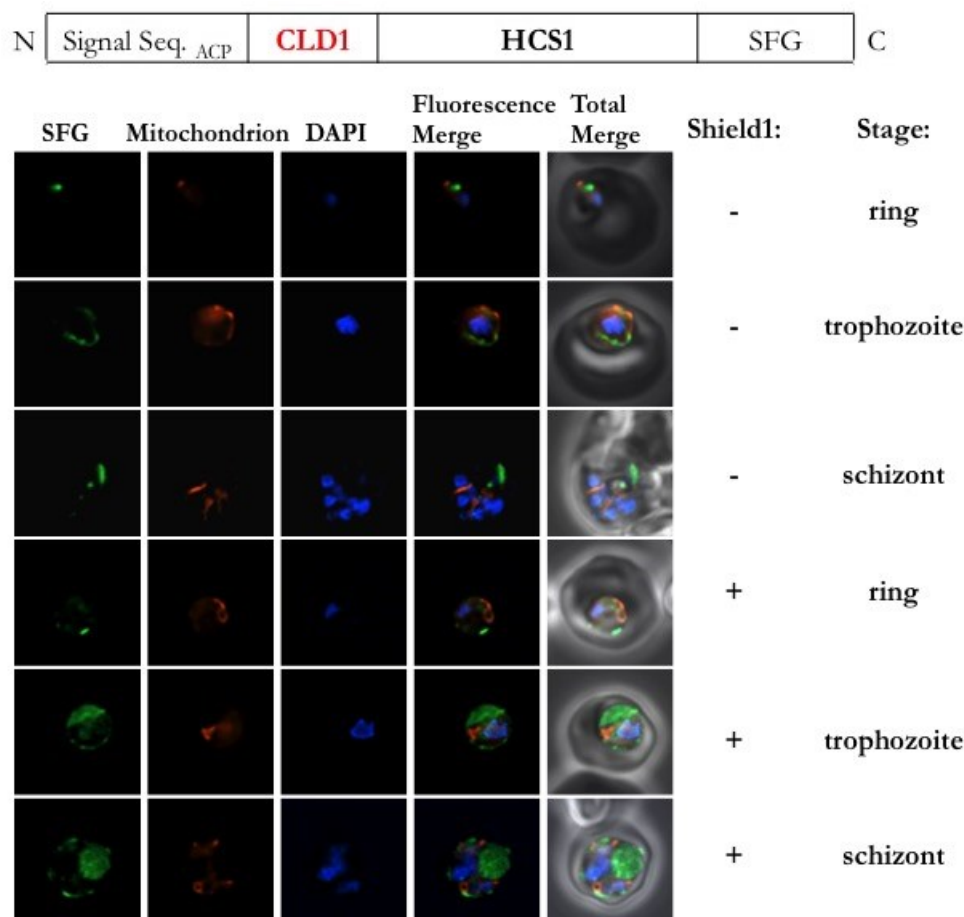 N Signal Seq. ACP CLD1 HCS1 SFG C
SFG Mitochondrion DAPI Fluorescence Merge Total Merge Shield1: Stage:
- ring
- trophozoite
- schizont
+ ring
+ trophozoite
+ schizont